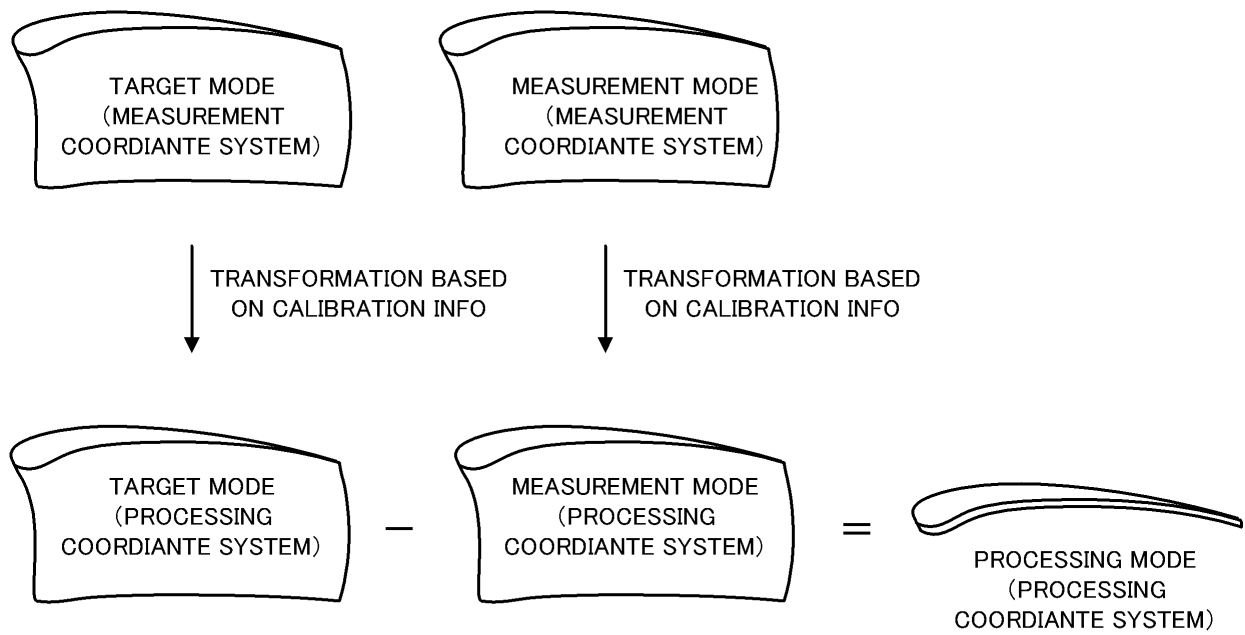 TARGET MODE
(MEASUREMENT
COORDIANTE SYSTEM)
MEASUREMENT MODE
(MEASUREMENT
COORDIANTE SYSTEM)
TRANSFORMATION BASED
ON CALIBRATION INFO
TRANSFORMATION BASED
ON CALIBRATION INFO
TARGET MODE
(PROCESSING
COORDIANTE SYSTEM)
−
MEASUREMENT MODE
(PROCESSING
COORDIANTE SYSTEM)
=
PROCESSING MODE
(PROCESSING
COORDIANTE SYSTEM)